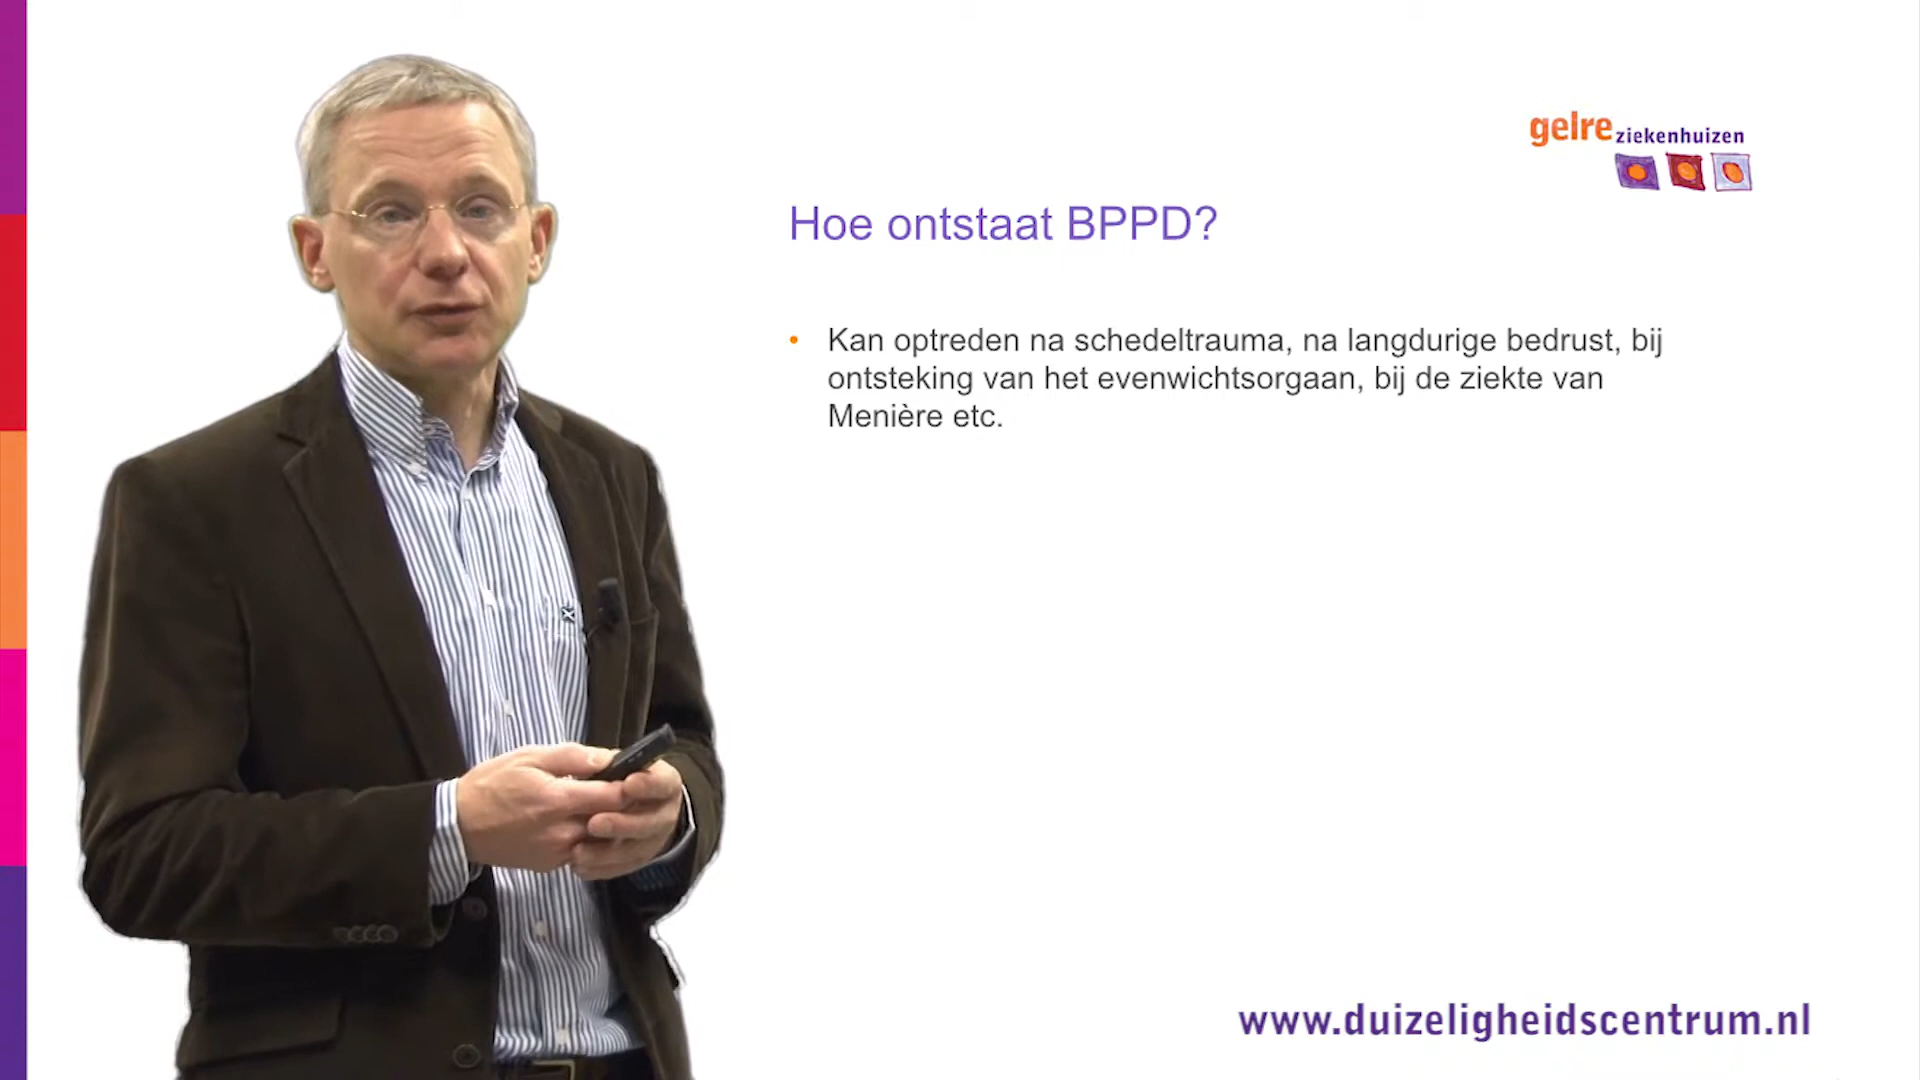 gelre ziekenhuizen
Hoe ontstaat BPPD?
• Kan optreden na schedeltrauma, na langdurige bedrust, bij
ontsteking van het evenwichtsorgaan, bij de ziekte van
Menière etc.
www.duizeligheidscentrum.nl